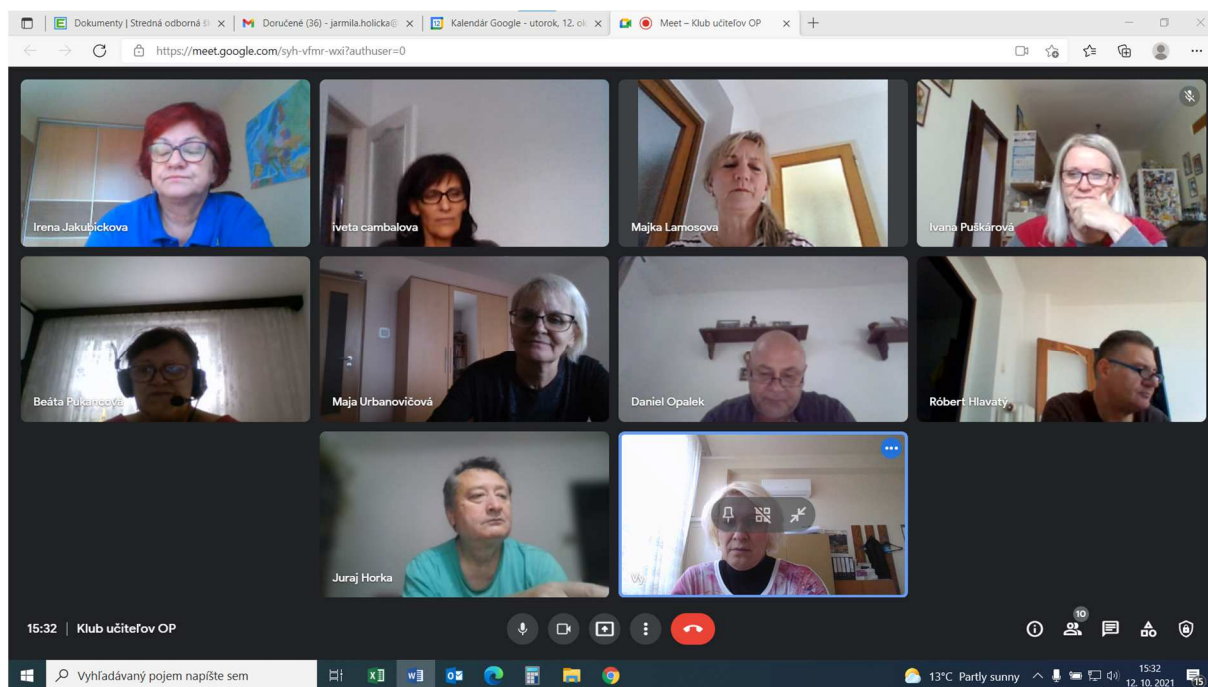 Dokumenty | Stredná odborná š
Doručené (36) - jarmila.holicka@
Kalendár Google - utorok, 12. ok
Meet – Klub učiteľov OP
https://meet.google.com/syh-vfmr-wxi?authuser=0
Irena Jakubickova
iveta cambalova
Majka Lamosova
Ivana Puškárová
Beáta Pukancová
Maja Urbanovičová
Daniel Opalek
Róbert Hlavatý
Juraj Horka
Vy
15:32 | Klub učiteľov OP
10
Vyhľadávaný pojem napíšte sem
13°C Partly sunny
15:32
12. 10. 2021
15